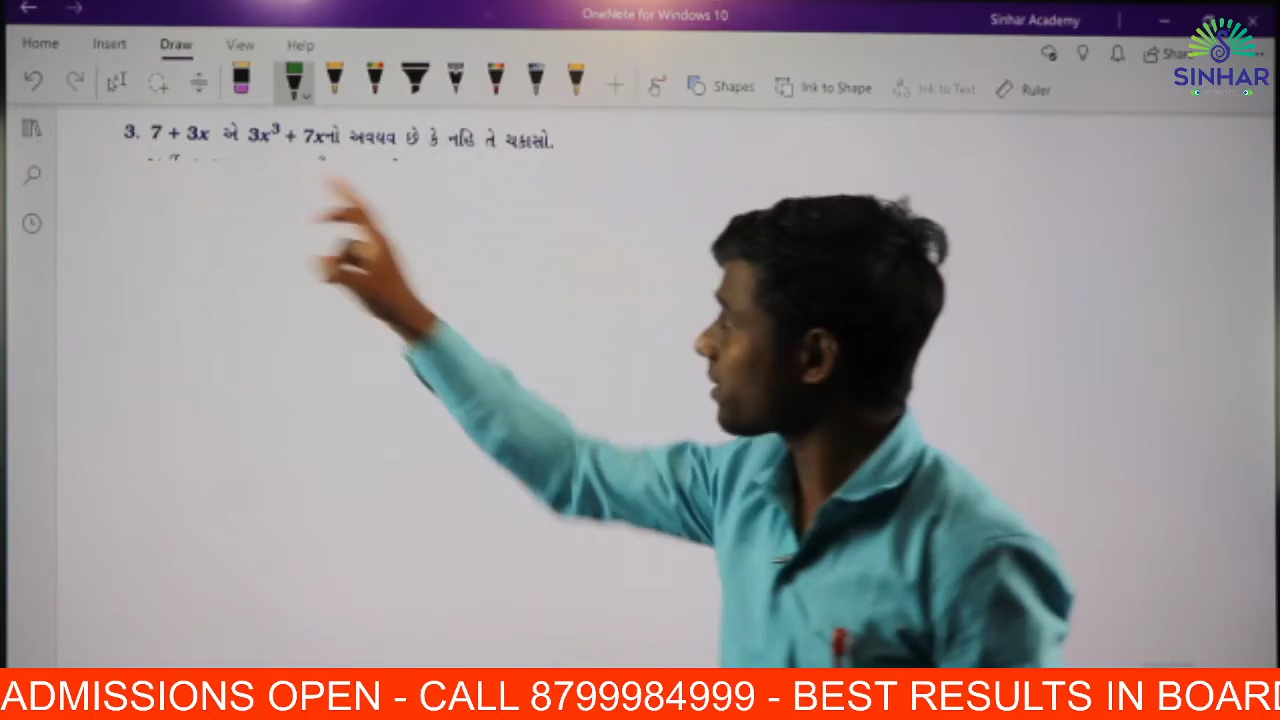 OneNote for Windows 10
Sinhar Academy
Home Insert Draw View Help
Shapes Ink to Shape Ink to Text Ruler
SINHAR
3. 7 + 3x એ 3x³ + 7xનો અવયવ છે કે નહિ તે ચકાસો.
ADMISSIONS OPEN - CALL 8799984999 - BEST RESULTS IN BOAR